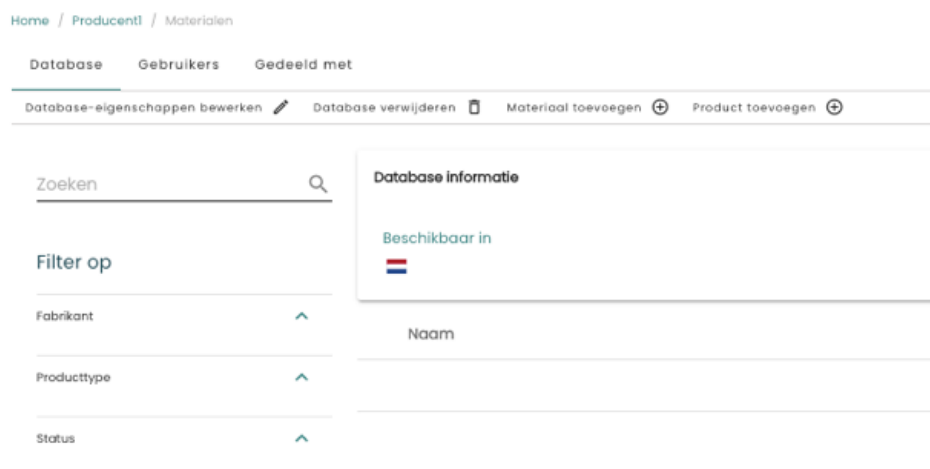 Home / Producent1 / Materialen
Database Gebruikers Gedeeld met
Database-eigenschappen bewerken Database verwijderen Materiaal toevoegen Product toevoegen
Zoeken
Database informatie
Beschikbaar in
Filter op
Fabrikant
Naam
Producttype
Status